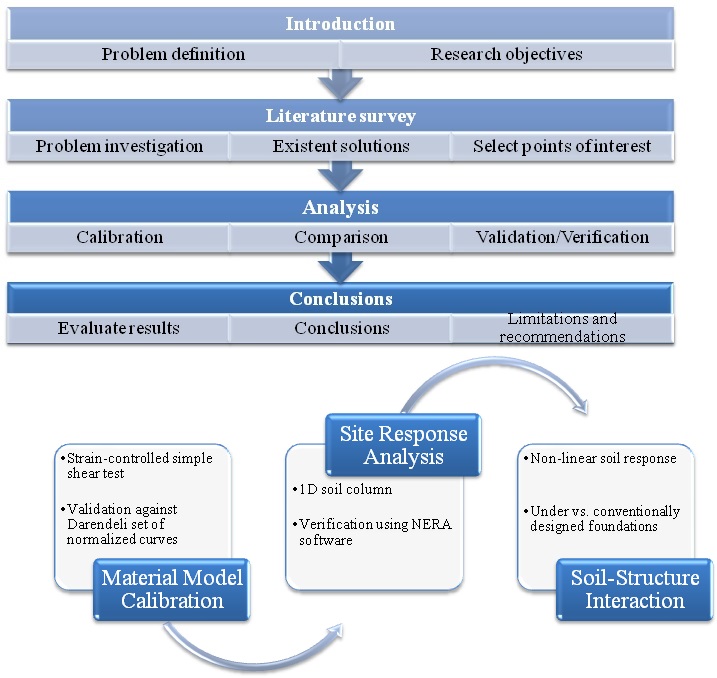 Introduction
Problem definition
Research objectives
Literature survey
Problem investigation
Existent solutions
Select points of interest
Analysis
Calibration
Comparison
Validation/Verification
Conclusions
Evaluate results
Conclusions
Limitations and
recommendations
•Strain-controlled simple
shear test
•Validation against
Darendeli set of
normalized curves
Material Model
Calibration
Site Response
Analysis
•1D soil column
•Verification using NERA
software
•Non-linear soil response
•Under vs. conventionally
designed foundations
Soil-Structure
Interaction